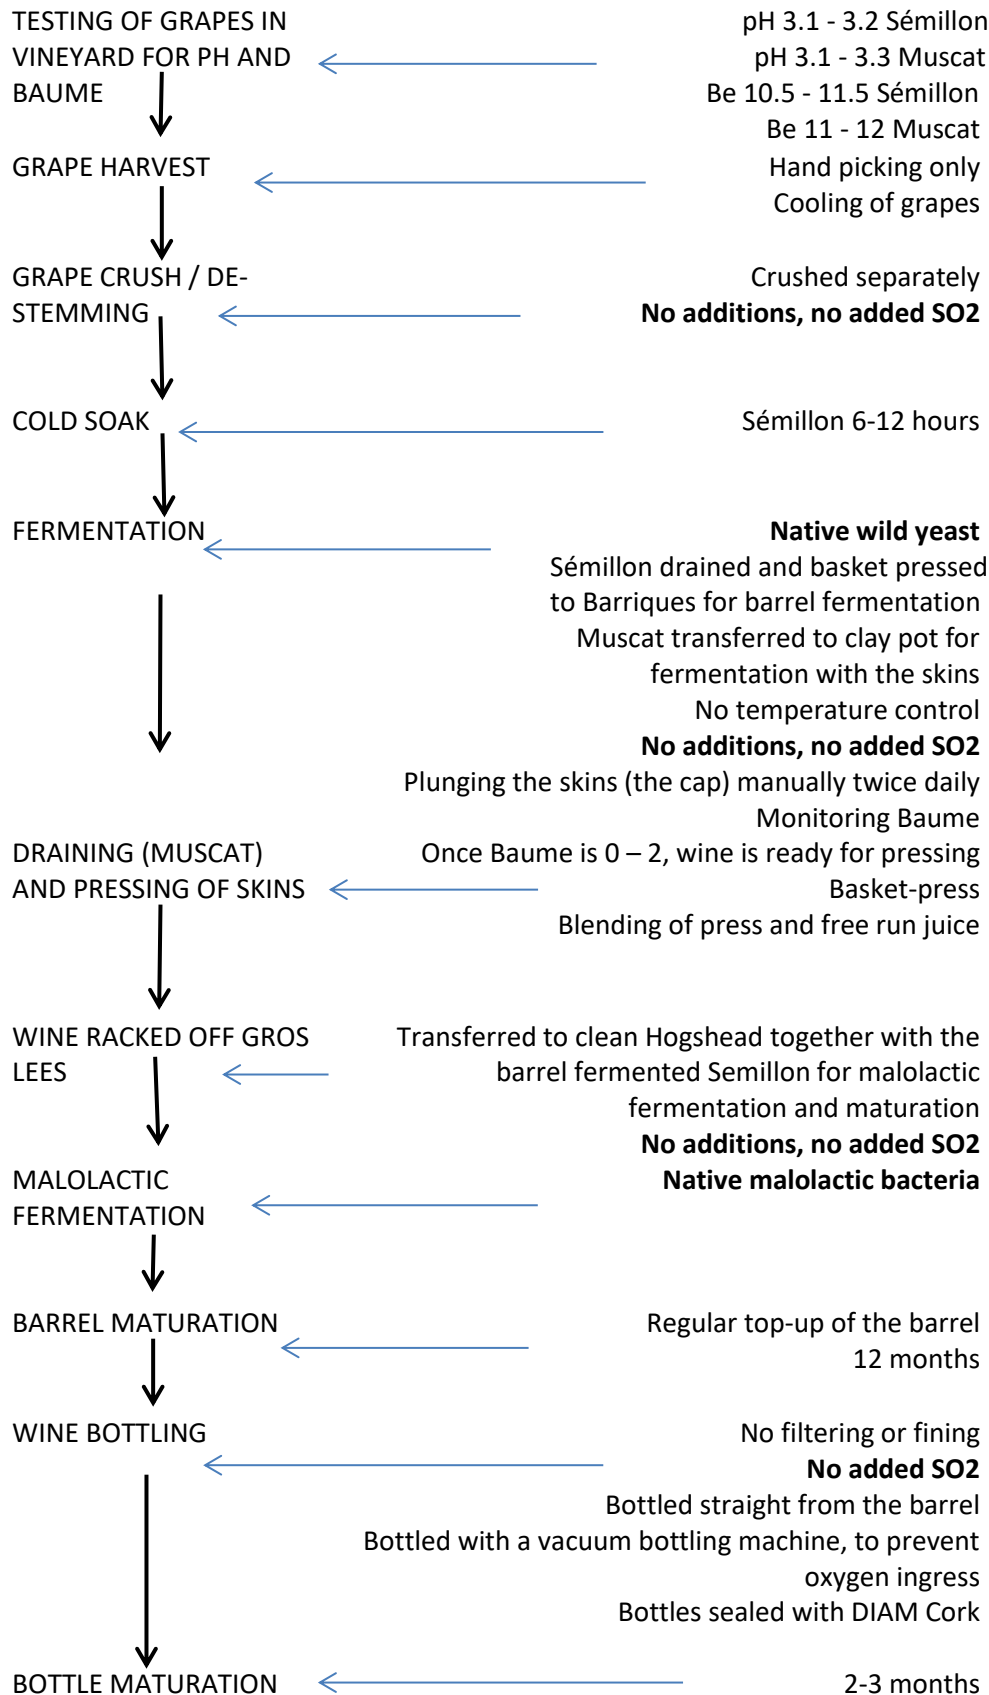 TESTING OF GRAPES IN
VINEYARD FOR PH AND
BAUME
pH 3.1 - 3.2 Sémillon
pH 3.1 - 3.3 Muscat
Be 10.5 - 11.5 Sémillon
Be 11 - 12 Muscat
GRAPE HARVEST
Hand picking only
Cooling of grapes
GRAPE CRUSH / DE-
STEMMING
Crushed separately
No additions, no added SO2
COLD SOAK
Sémillon 6-12 hours
FERMENTATION
Native wild yeast
Sémillon drained and basket pressed
to Barriques for barrel fermentation
Muscat transferred to clay pot for
fermentation with the skins
No temperature control
No additions, no added SO2
Plunging the skins (the cap) manually twice daily
Monitoring Baume
DRAINING (MUSCAT)
AND PRESSING OF SKINS
Once Baume is 0 – 2, wine is ready for pressing
Basket-press
Blending of press and free run juice
WINE RACKED OFF GROS
LEES
Transferred to clean Hogshead together with the
barrel fermented Semillon for malolactic
fermentation and maturation
No additions, no added SO2
MALOLACTIC
FERMENTATION
Native malolactic bacteria
BARREL MATURATION
Regular top-up of the barrel
12 months
WINE BOTTLING
No filtering or fining
No added SO2
Bottled straight from the barrel
Bottled with a vacuum bottling machine, to prevent
oxygen ingress
Bottles sealed with DIAM Cork
BOTTLE MATURATION
2-3 months